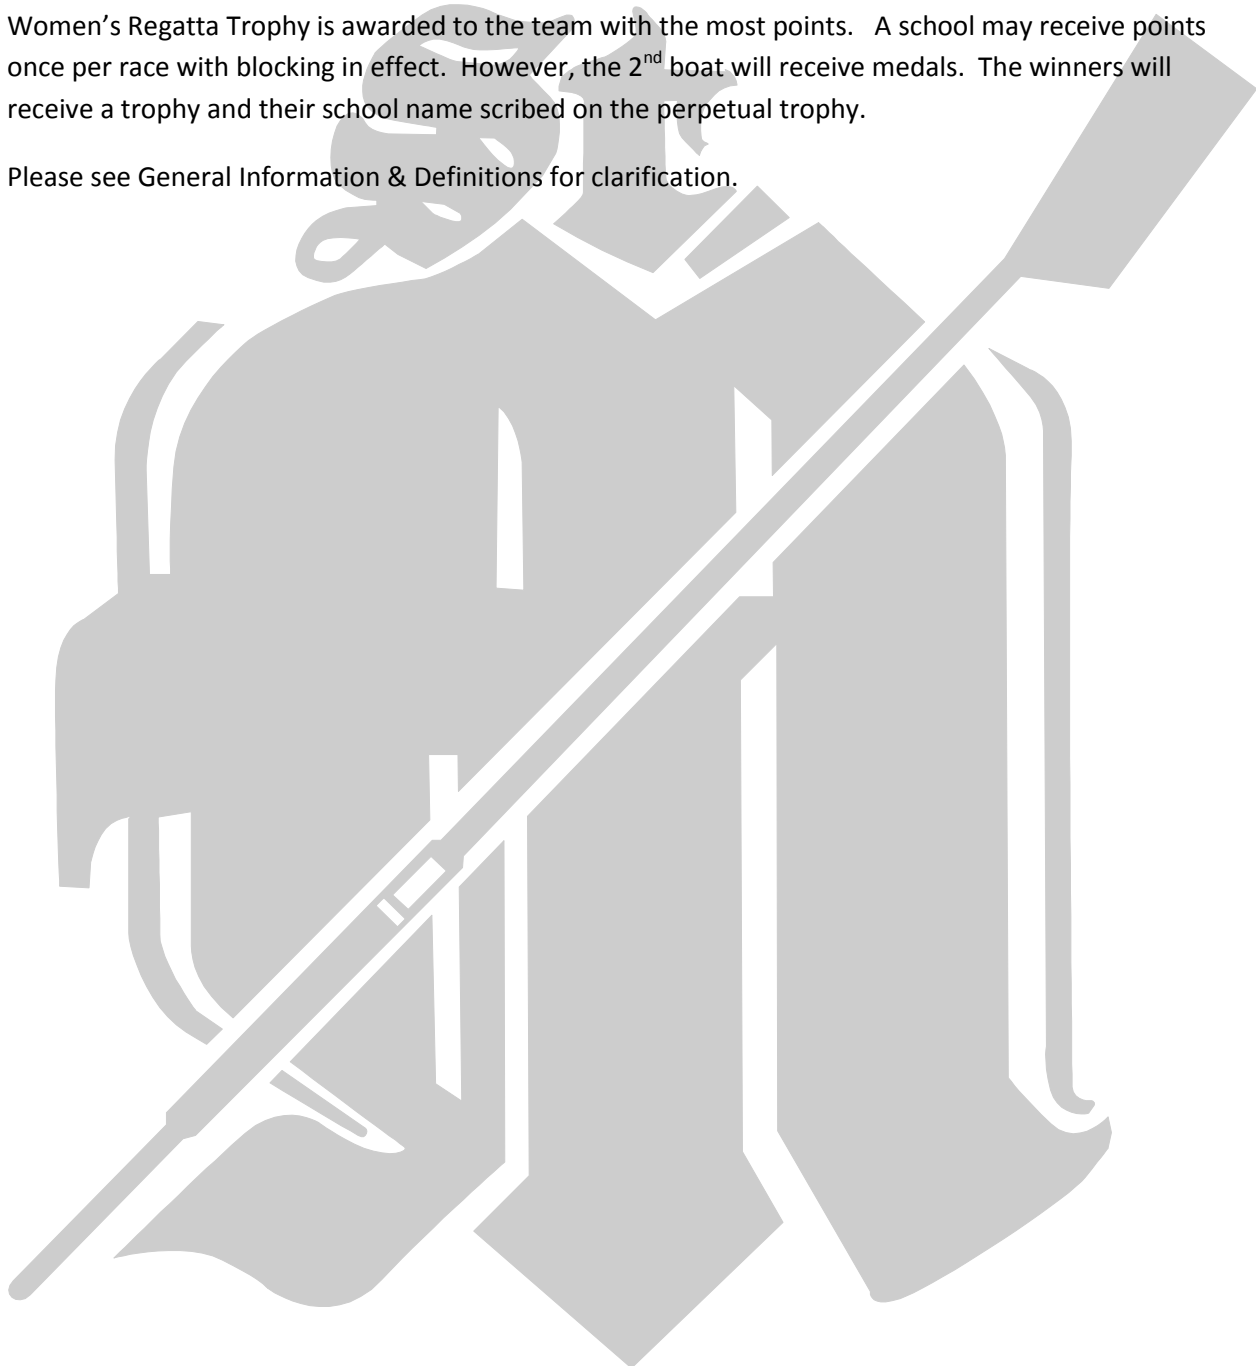 Women’s Regatta Trophy is awarded to the team with the most points.   A school may receive points
once per race with blocking in effect.  However, the 2nd boat will receive medals.  The winners will
receive a trophy and their school name scribed on the perpetual trophy.
Please see General Information & Definitions for clarification.